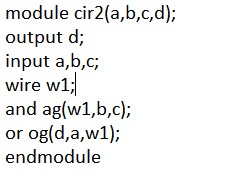 module cir2(a,b,c,d);
output d;
input a,b,c;
wire w1;
and ag(w1,b,c);
or og(d,a,w1);
endmodule